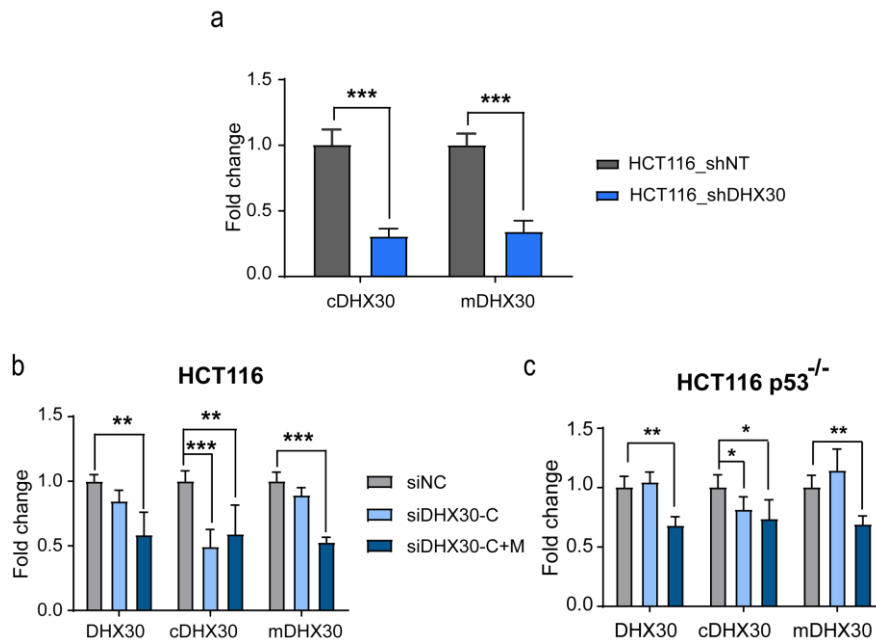 a
Fold change
1.5
1.0
0.5
0.0
***
***
cDHX30
mDHX30
HCT116_shNT
HCT116_shDHX30
b
HCT116
Fold change
1.5
1.0
0.5
0.0
**
**
***
***
DHX30
cDHX30
mDHX30
siNC
siDHX30-C
siDHX30-C+M
c
HCT116 p53-/-
Fold change
1.5
1.0
0.5
0.0
**
*
*
**
DHX30
cDHX30
mDHX30